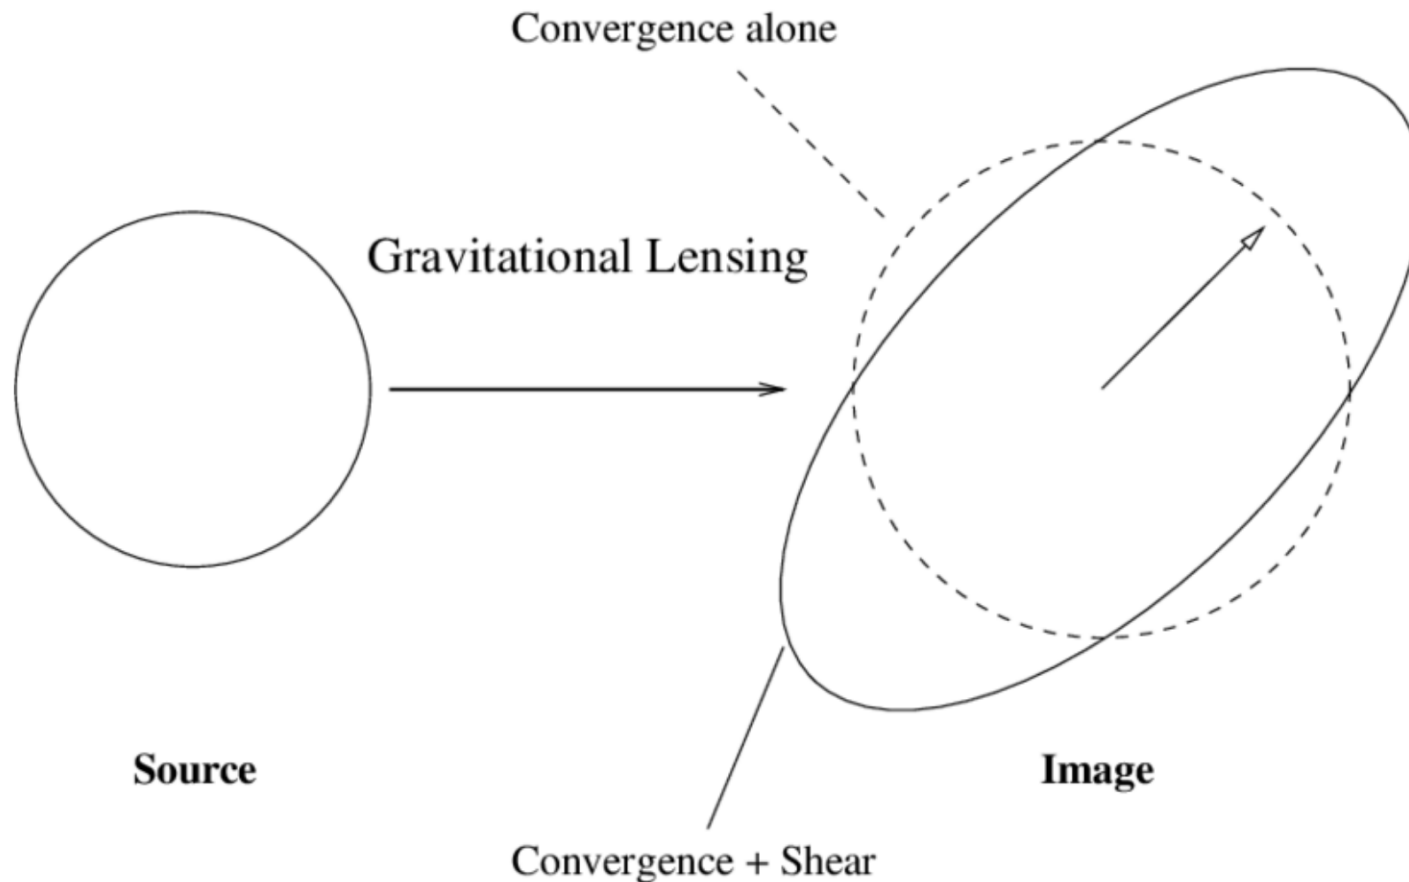 Convergence alone
Gravitational Lensing
Source
Image
Convergence + Shear